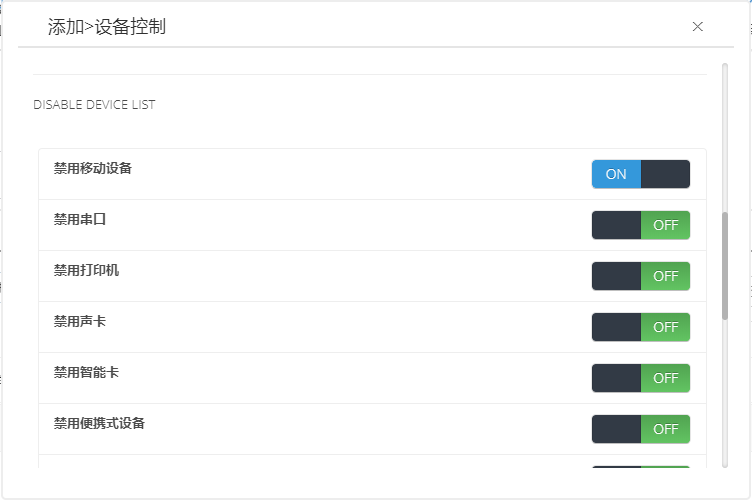 添加>设备控制
DISABLE DEVICE LIST
禁用移动设备
ON
禁用串口
OFF
禁用打印机
OFF
禁用声卡
OFF
禁用智能卡
OFF
禁用便携式设备
OFF